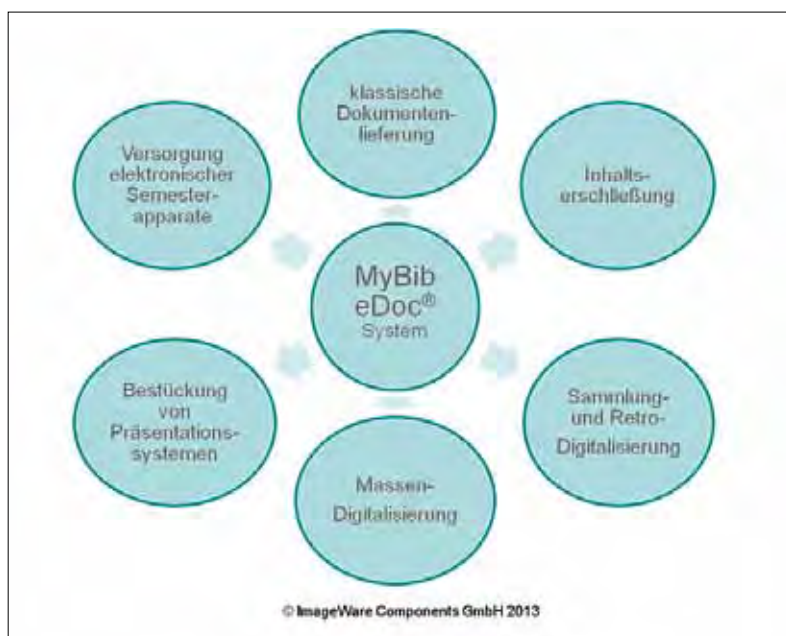 klassische
Dokumenten-
lieferung
Versorgung
elektronischer
Semester-
apparate
Inhalts-
erschließung
MyBib
eDoc®
System
Bestückung
von
Präsentations-
systemen
Sammlung-
und Retro-
Digitalisierung
Massen-
Digitalisierung
© ImageWare Components GmbH 2013